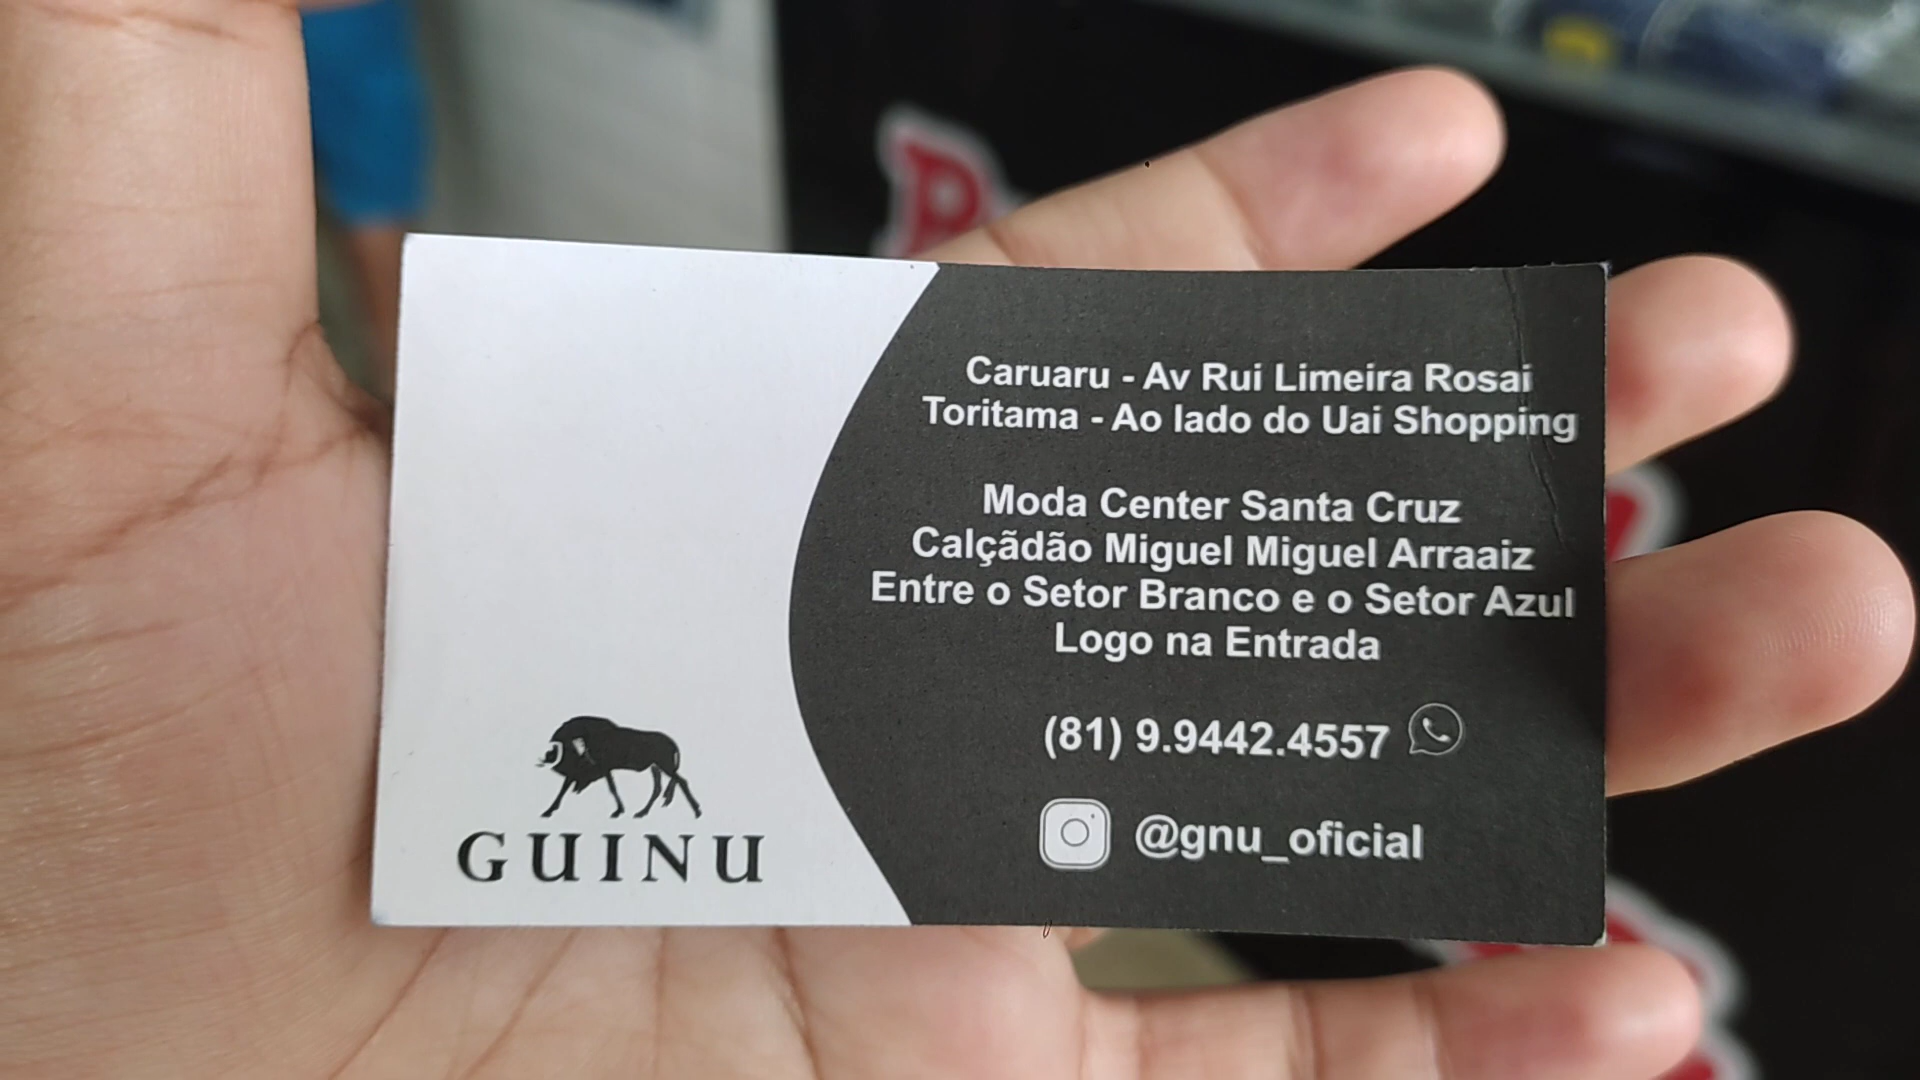 Caruaru - Av Rui Limeira Rosai
Toritama - Ao lado do Uai Shopping
Moda Center Santa Cruz
Calçãdão Miguel Miguel Arraaiz
Entre o Setor Branco e o Setor Azul
Logo na Entrada
(81) 9.9442.4557
@gnu_oficial
GUINU